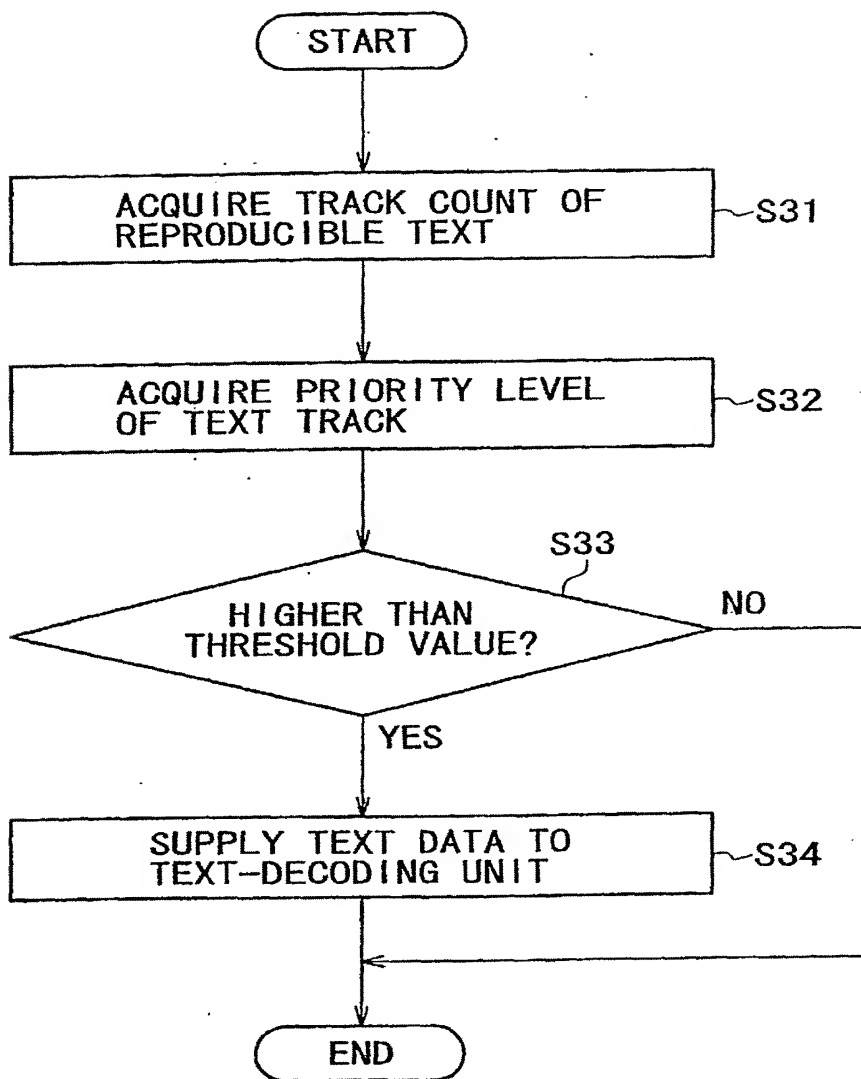 START
ACQUIRE TRACK COUNT OF
REPRODUCIBLE TEXT
S31
ACQUIRE PRIORITY LEVEL
OF TEXT TRACK
S32
S33
HIGHER THAN
THRESHOLD VALUE?
NO
YES
SUPPLY TEXT DATA TO
TEXT-DECODING UNIT
S34
END